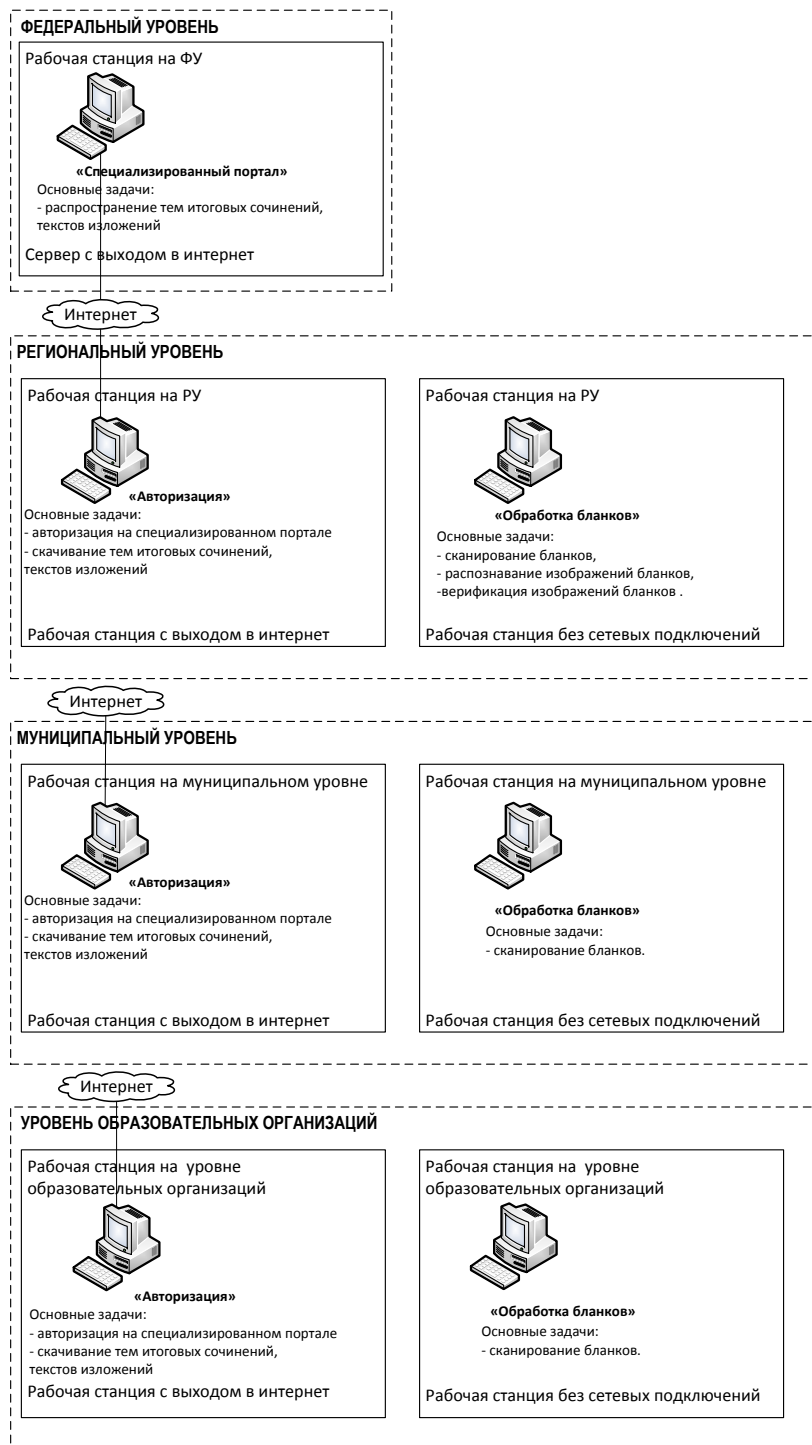 ФЕДЕРАЛЬНЫЙ УРОВЕНЬ
Рабочая станция на ФУ
«Специализированный портал»
Основные задачи:
- распространение тем итоговых сочинений,
текстов изложений
Сервер с выходом в интернет
Интернет
РЕГИОНАЛЬНЫЙ УРОВЕНЬ
Рабочая станция на РУ
«Авторизация»
Основные задачи:
- авторизация на специализированном портале
- скачивание тем итоговых сочинений,
текстов изложений
Рабочая станция с выходом в интернет
Рабочая станция на РУ
«Обработка бланков»
Основные задачи:
- сканирование бланков,
- распознавание изображений бланков,
-верификация изображений бланков .
Рабочая станция без сетевых подключений
Интернет
МУНИЦИПАЛЬНЫЙ УРОВЕНЬ
Рабочая станция на муниципальном уровне
«Авторизация»
Основные задачи:
- авторизация на специализированном портале
- скачивание тем итоговых сочинений,
текстов изложений
Рабочая станция с выходом в интернет
Рабочая станция на муниципальном уровне
«Обработка бланков»
Основные задачи:
- сканирование бланков.
Рабочая станция без сетевых подключений
Интернет
УРОВЕНЬ ОБРАЗОВАТЕЛЬНЫХ ОРГАНИЗАЦИЙ
Рабочая станция на уровне
образовательных организаций
«Авторизация»
Основные задачи:
- авторизация на специализированном портале
- скачивание тем итоговых сочинений,
текстов изложений
Рабочая станция с выходом в интернет
Рабочая станция на уровне
образовательных организаций
«Обработка бланков»
Основные задачи:
- сканирование бланков.
Рабочая станция без сетевых подключений